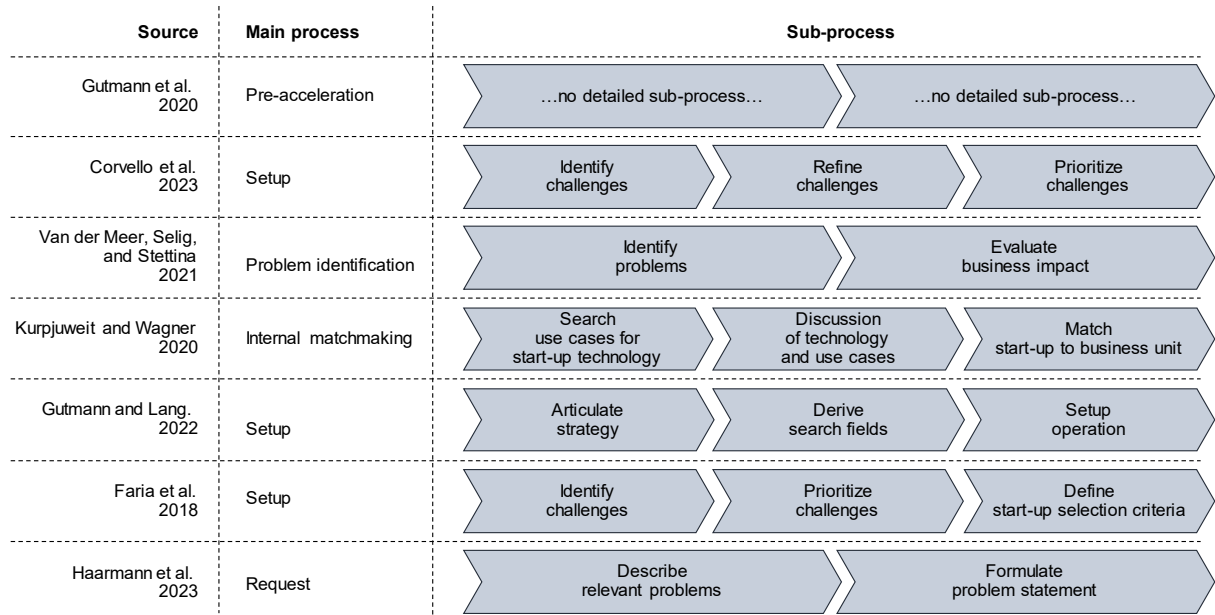 Source
Main process
Sub-process
Gutmann et al.
2020
Pre-acceleration
…no detailed sub-process…
…no detailed sub-process…
Corvello et al.
2023
Setup
Identify
challenges
Refine
challenges
Prioritize
challenges
Van der Meer, Selig,
and Stettina
2021
Problem identification
Identify
problems
Evaluate
business impact
Kurpjuweit and Wagner
2020
Internal matchmaking
Search
use cases for
start-up technology
Discussion
of technology
and use cases
Match
start-up to business unit
Gutmann and Lang.
2022
Setup
Articulate
strategy
Derive
search fields
Setup
operation
Faria et al.
2018
Setup
Identify
challenges
Prioritize
challenges
Define
start-up selection criteria
Haarmann et al.
2023
Request
Describe
relevant problems
Formulate
problem statement